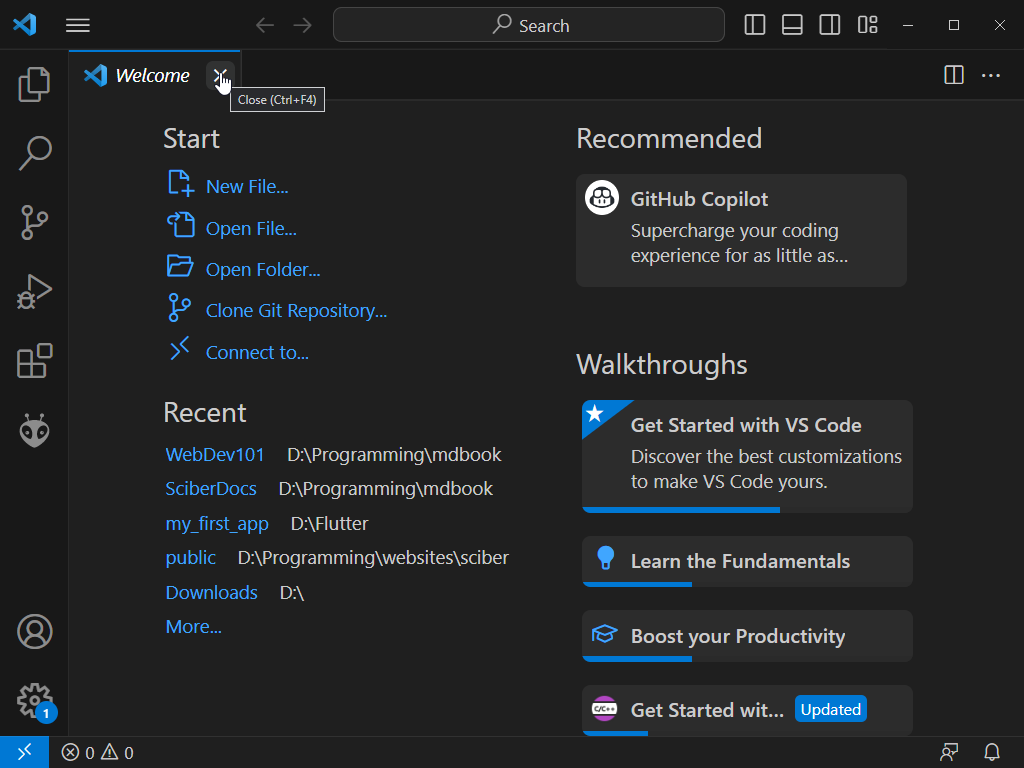 Search
Welcome
Close (Ctrl+F4)
Start
New File...
Open File...
Open Folder...
Clone Git Repository...
Connect to...
Recent
WebDev101 D:\Programming\mdbook
SciberDocs D:\Programming\mdbook
my_first_app D:\Flutter
public D:\Programming\websites\sciber
Downloads D:\
More...
Recommended
GitHub Copilot
Supercharge your coding
experience for as little as...
Walkthroughs
Get Started with VS Code
Discover the best customizations
to make VS Code yours.
Learn the Fundamentals
Boost your Productivity
C/C++ Get Started wit... Updated
1
0 0